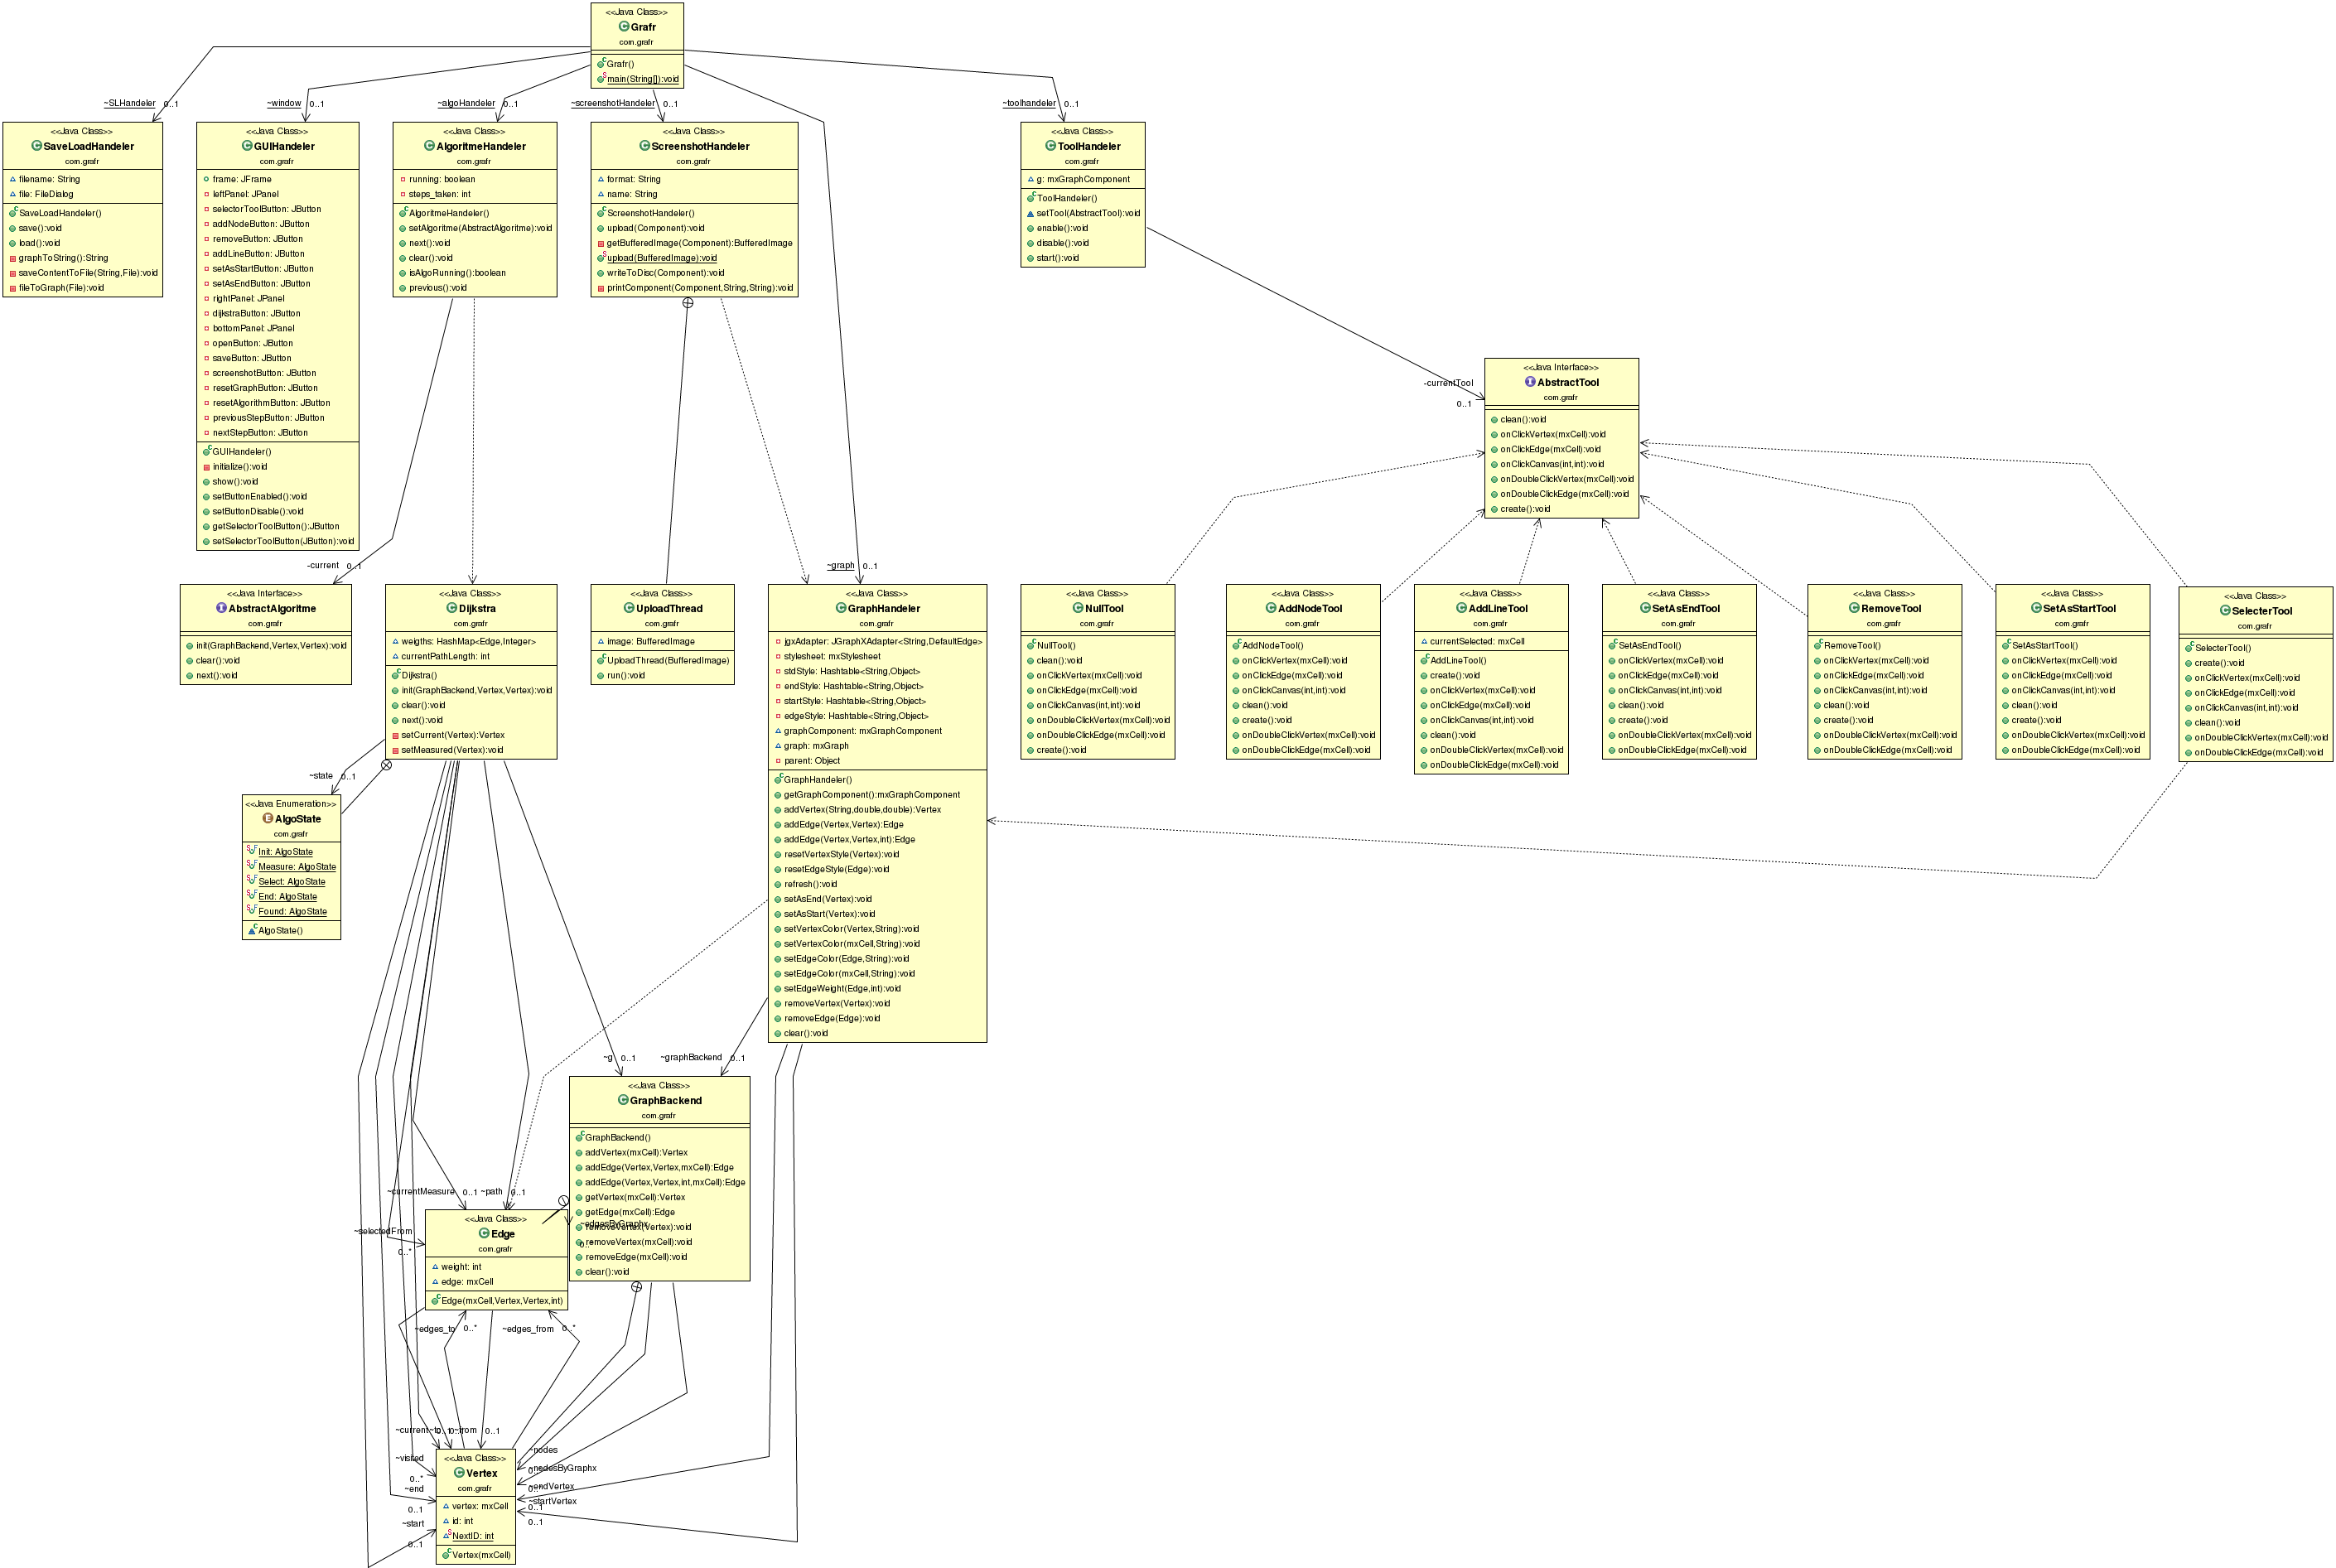 <<Java Class>>
Grafr
com.grafr
Grafr()
main(String[]):void
~SLHandeler
0..1
~window
0..1
~algoHandeler
0..1
~screenshotHandeler
0..1
~toolhandeler
0..1
<<Java Class>>
SaveLoadHandeler
com.grafr
filename: String
file: FileDialog
SaveLoadHandeler()
save():void
load():void
graphToString():String
saveContentToFile(String,File):void
fileToGraph(File):void
<<Java Class>>
GUIHandeler
com.grafr
frame: JFrame
leftPanel: JPanel
selectorToolButton: JButton
addNodeButton: JButton
removeButton: JButton
addLineButton: JButton
setAsStartButton: JButton
setAsEndButton: JButton
rightPanel: JPanel
dijkstraButton: JButton
bottomPanel: JPanel
openButton: JButton
saveButton: JButton
screenshotButton: JButton
resetGraphButton: JButton
resetAlgorithmButton: JButton
previousStepButton: JButton
nextStepButton: JButton
GUIHandeler()
initialize():void
show():void
setButtonEnabled():void
setButtonDisable():void
getSelectorToolButton():JButton
setSelectorToolButton(JButton):void
<<Java Class>>
AlgoritmeHandeler
com.grafr
running: boolean
steps_taken: int
AlgoritmeHandeler()
setAlgoritme(AbstractAlgoritme):void
next():void
clear():void
isAlgoRunning():boolean
previous():void
<<Java Class>>
ScreenshotHandeler
com.grafr
format: String
name: String
ScreenshotHandeler()
upload(Component):void
getBufferedImage(Component):BufferedImage
upload(BufferedImage):void
writeToDisc(Component):void
printComponent(Component,String,String):void
<<Java Class>>
ToolHandeler
com.grafr
g: mxGraphComponent
ToolHandeler()
setTool(AbstractTool):void
enable():void
disable():void
start():void
-currentTool
0..1
<<Java Interface>>
AbstractTool
com.grafr
clean():void
onClickVertex(mxCell):void
onClickEdge(mxCell):void
onClickCanvas(int,int):void
onDoubleClickVertex(mxCell):void
onDoubleClickEdge(mxCell):void
create():void
-current
0..1
~graph
0..1
<<Java Interface>>
AbstractAlgoritme
com.grafr
init(GraphBackend,Vertex,Vertex):void
clear():void
next():void
<<Java Class>>
Dijkstra
com.grafr
weigths: HashMap<Edge,Integer>
currentPathLength: int
Dijkstra()
init(GraphBackend,Vertex,Vertex):void
clear():void
next():void
setCurrent(Vertex):Vertex
setMeasured(Vertex):void
<<Java Class>>
UploadThread
com.grafr
image: BufferedImage
UploadThread(BufferedImage)
run():void
<<Java Class>>
GraphHandeler
com.grafr
jgxAdapter: JGraphXAdapter<String,DefaultEdge>
stylesheet: mxStylesheet
stdStyle: Hashtable<String,Object>
endStyle: Hashtable<String,Object>
startStyle: Hashtable<String,Object>
edgeStyle: Hashtable<String,Object>
graphComponent: mxGraphComponent
graph: mxGraph
parent: Object
GraphHandeler()
getGraphComponent():mxGraphComponent
addVertex(String,double,double):Vertex
addEdge(Vertex,Vertex):Edge
addEdge(Vertex,Vertex,int):Edge
resetVertexStyle(Vertex):void
resetEdgeStyle(Edge):void
refresh():void
setAsEnd(Vertex):void
setAsStart(Vertex):void
setVertexColor(Vertex,String):void
setVertexColor(mxCell,String):void
setEdgeColor(Edge,String):void
setEdgeColor(mxCell,String):void
setEdgeWeight(Edge,int):void
removeVertex(Vertex):void
removeEdge(Edge):void
clear():void
<<Java Class>>
NullTool
com.grafr
NullTool()
clean():void
onClickVertex(mxCell):void
onClickEdge(mxCell):void
onClickCanvas(int,int):void
onDoubleClickVertex(mxCell):void
onDoubleClickEdge(mxCell):void
create():void
<<Java Class>>
AddNodeTool
com.grafr
AddNodeTool()
onClickVertex(mxCell):void
onClickEdge(mxCell):void
onClickCanvas(int,int):void
clean():void
create():void
onDoubleClickVertex(mxCell):void
onDoubleClickEdge(mxCell):void
<<Java Class>>
AddLineTool
com.grafr
currentSelected: mxCell
AddLineTool()
create():void
onClickVertex(mxCell):void
onClickEdge(mxCell):void
onClickCanvas(int,int):void
clean():void
onDoubleClickVertex(mxCell):void
onDoubleClickEdge(mxCell):void
<<Java Class>>
SetAsEndTool
com.grafr
SetAsEndTool()
onClickVertex(mxCell):void
onClickEdge(mxCell):void
onClickCanvas(int,int):void
clean():void
create():void
onDoubleClickVertex(mxCell):void
onDoubleClickEdge(mxCell):void
<<Java Class>>
RemoveTool
com.grafr
RemoveTool()
onClickVertex(mxCell):void
onClickEdge(mxCell):void
onClickCanvas(int,int):void
clean():void
create():void
onDoubleClickVertex(mxCell):void
onDoubleClickEdge(mxCell):void
<<Java Class>>
SetAsStartTool
com.grafr
SetAsStartTool()
onClickVertex(mxCell):void
onClickEdge(mxCell):void
onClickCanvas(int,int):void
clean():void
create():void
onDoubleClickVertex(mxCell):void
onDoubleClickEdge(mxCell):void
<<Java Class>>
SelecterTool
com.grafr
SelecterTool()
create():void
onClickVertex(mxCell):void
onClickEdge(mxCell):void
onClickCanvas(int,int):void
clean():void
onDoubleClickVertex(mxCell):void
onDoubleClickEdge(mxCell):void
~state
0..1
<<Java Enumeration>>
AlgoState
com.grafr
Init: AlgoState
Measure: AlgoState
Select: AlgoState
End: AlgoState
Found: AlgoState
AlgoState()
~g
0..1
~graphBackend
0..1
<<Java Class>>
GraphBackend
com.grafr
GraphBackend()
addVertex(mxCell):Vertex
addEdge(Vertex,Vertex,mxCell):Edge
addEdge(Vertex,Vertex,int,mxCell):Edge
getVertex(mxCell):Vertex
getEdge(mxCell):Edge
removeVertex(Vertex):void
removeVertex(mxCell):void
removeEdge(mxCell):void
clear():void
~edgesByGraphx
~currentMeasure
0..1
~path
0..1
~selectedFrom
0..*
<<Java Class>>
Edge
com.grafr
weight: int
edge: mxCell
Edge(mxCell,Vertex,Vertex,int)
~edges_to
0..*
~edges_from
0..*
~current
~to
0..1
~from
0..1
~visited
0..*
~end
0..1
~start
0..1
~nodes
~nodesByGraphx
~endVertex
0..1
~startVertex
0..1
<<Java Class>>
Vertex
com.grafr
vertex: mxCell
id: int
NextID: int
Vertex(mxCell)